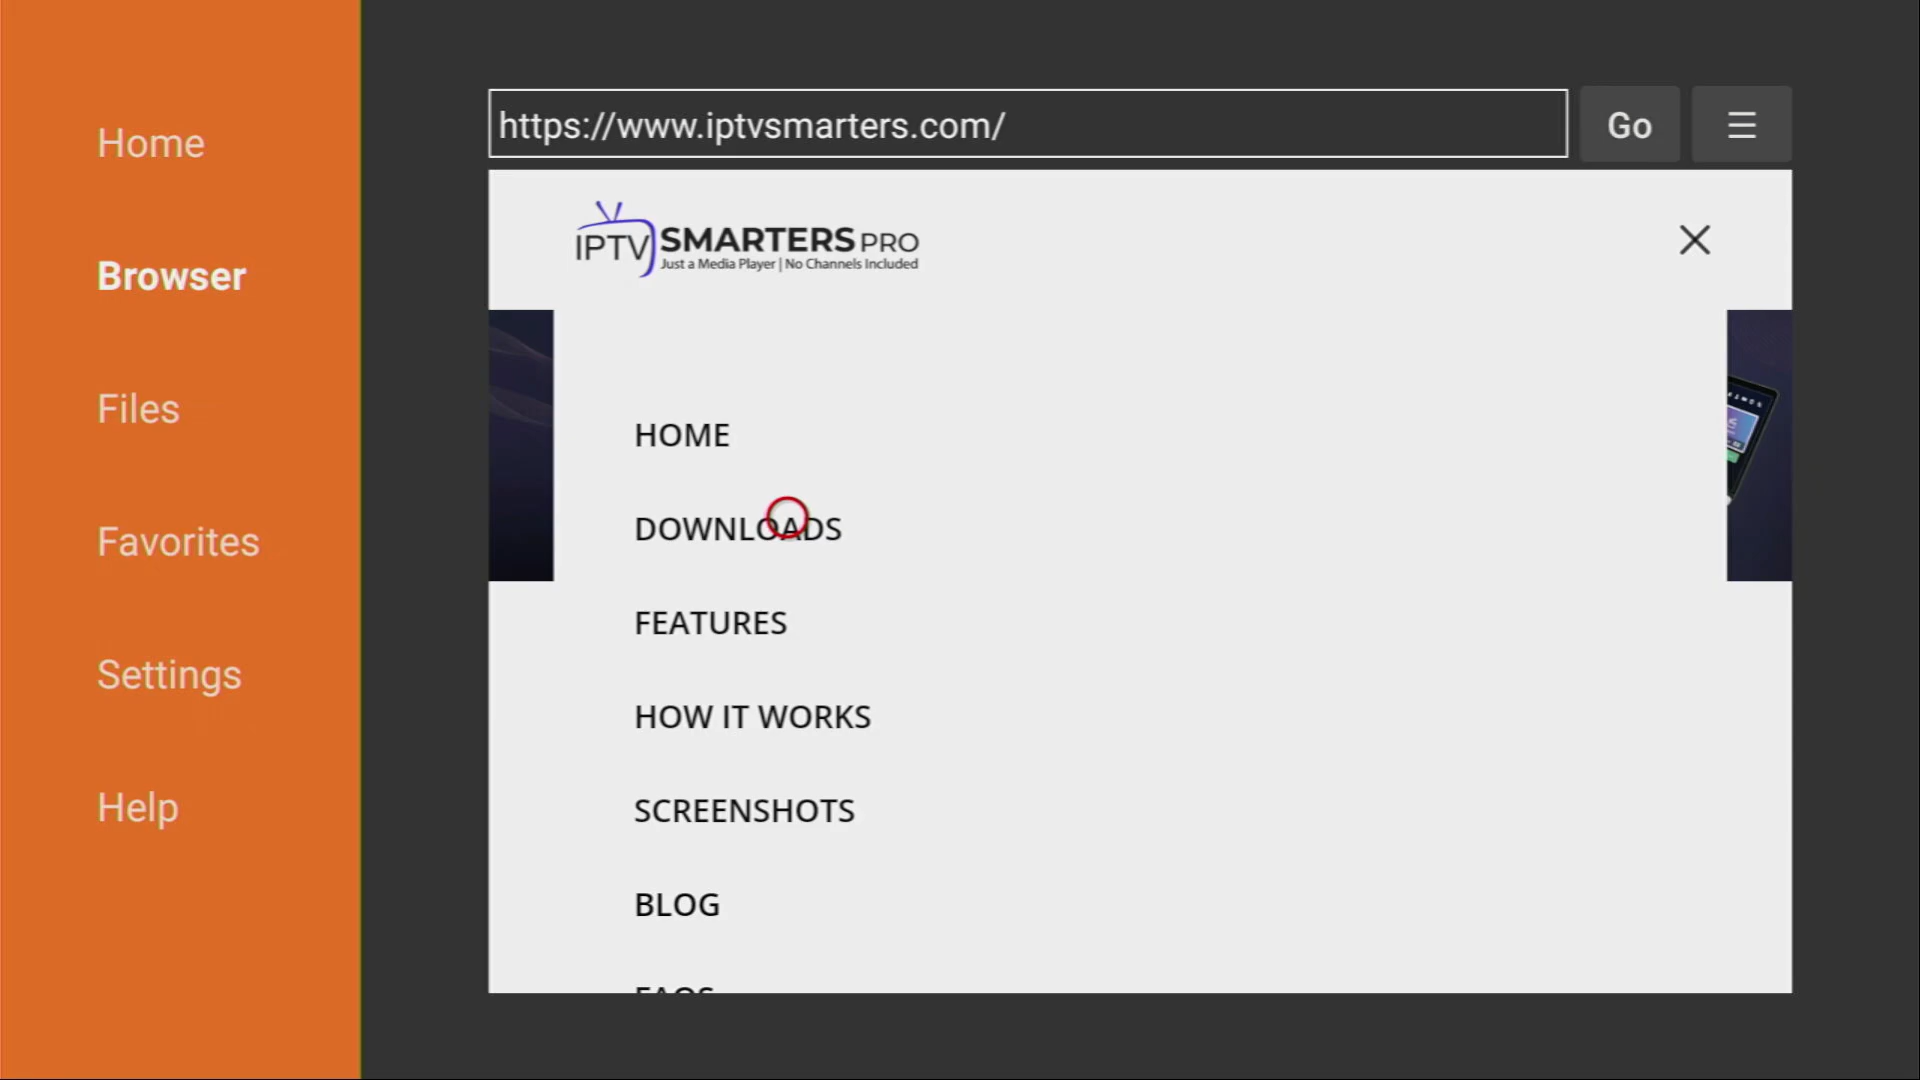 Home
Browser
Files
Favorites
Settings
Help
https://www.iptvsmarters.com/
Go
IPTV SMARTERS PRO
Just a Media Player | No Channels Included
HOME
DOWNLOADS
FEATURES
HOW IT WORKS
SCREENSHOTS
BLOG
FAQS